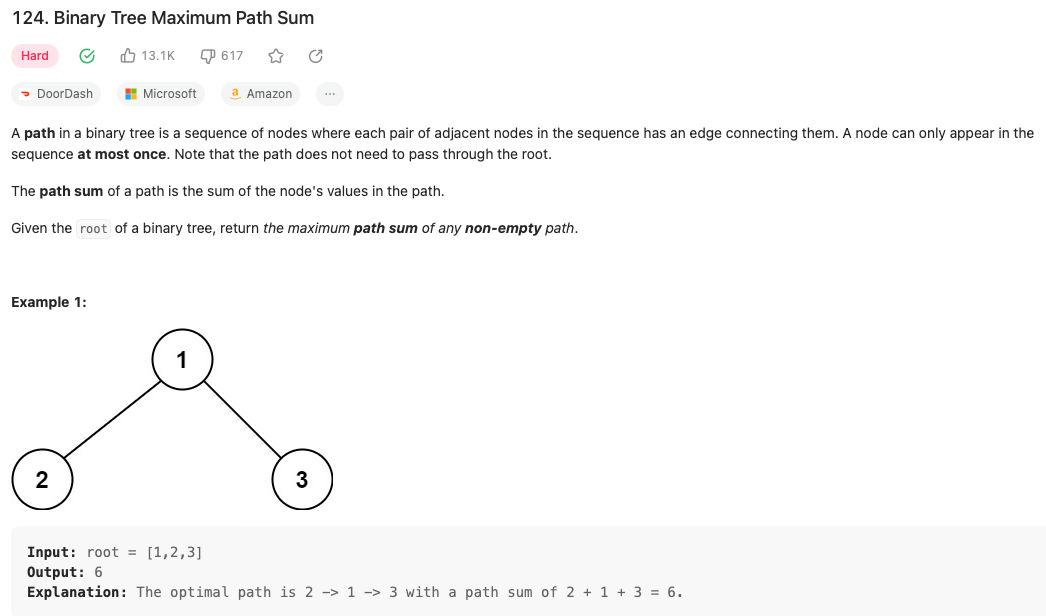 124. Binary Tree Maximum Path Sum
Hard 13.1K 617
DoorDash Microsoft a Amazon ...
A path in a binary tree is a sequence of nodes where each pair of adjacent nodes in the sequence has an edge connecting them. A node can only appear in the
sequence at most once. Note that the path does not need to pass through the root.
The path sum of a path is the sum of the node's values in the path.
Given the root of a binary tree, return the maximum path sum of any non-empty path.
Example 1:
1
2 3
Input: root = [1,2,3]
Output: 6
Explanation: The optimal path is 2 -> 1 -> 3 with a path sum of 2 + 1 + 3 = 6.